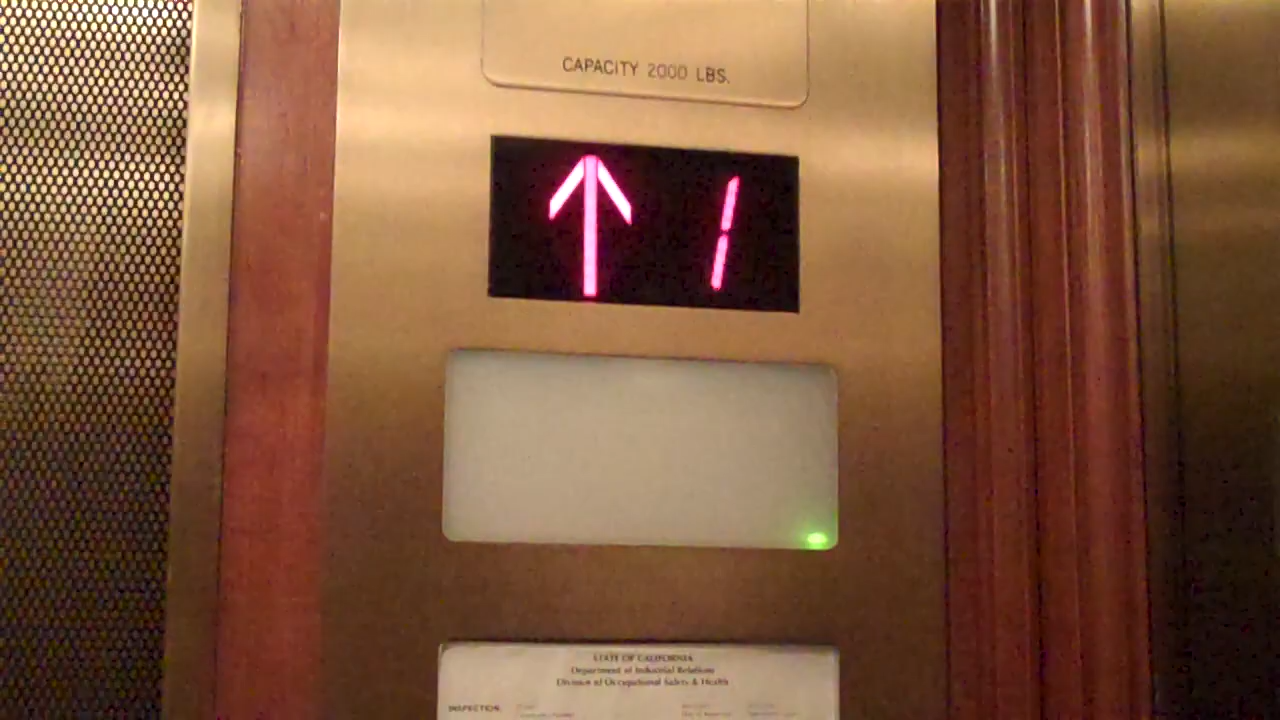 CAPACITY 2000 LBS.
1
STATE OF CALIFORNIA
Department of Industrial Relations
Division of Occupational Safety & Health
INSPECTION